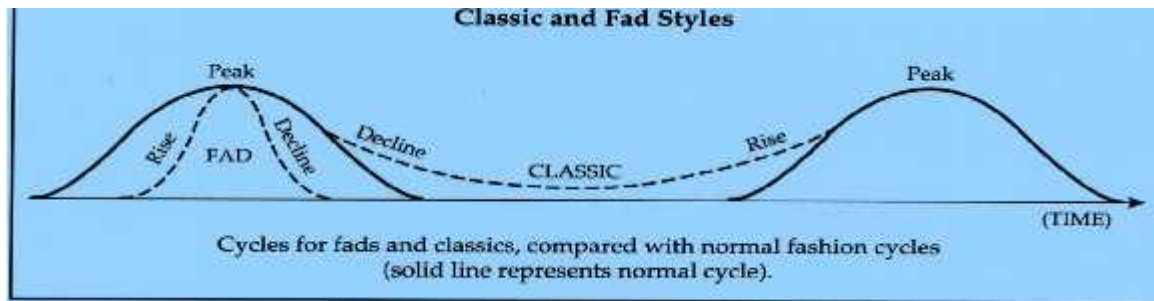 Classic and Fad Styles
Peak
Peak
Rise
Decline
FAD
Decline
Rise
CLASSIC
(TIME)
Cycles for fads and classics, compared with normal fashion cycles
(solid line represents normal cycle).